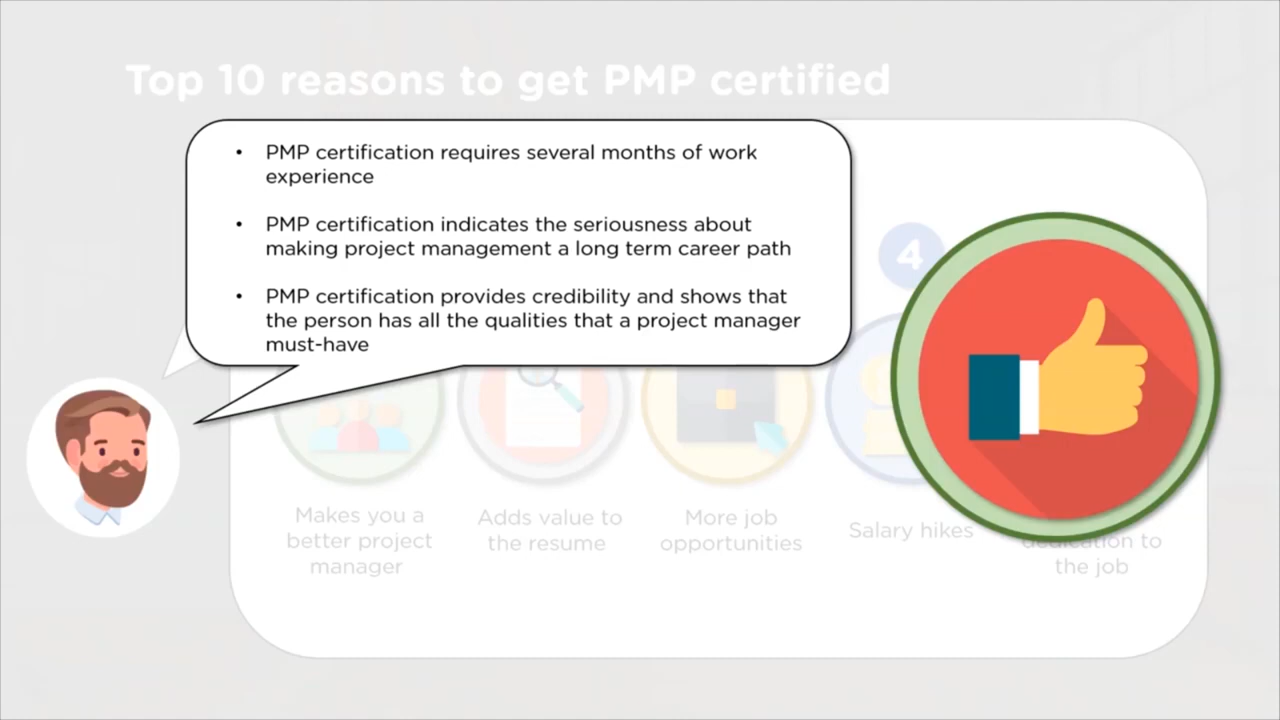 Top 10 reasons to get PMP certified
• PMP certification requires several months of work
experience
• PMP certification indicates the seriousness about
making project management a long term career path
• PMP certification provides credibility and shows that
the person has all the qualities that a project manager
must-have
4
Makes you a
better project
manager
Adds value to
the resume
More job
opportunities
Salary hikes
dedication to
the job